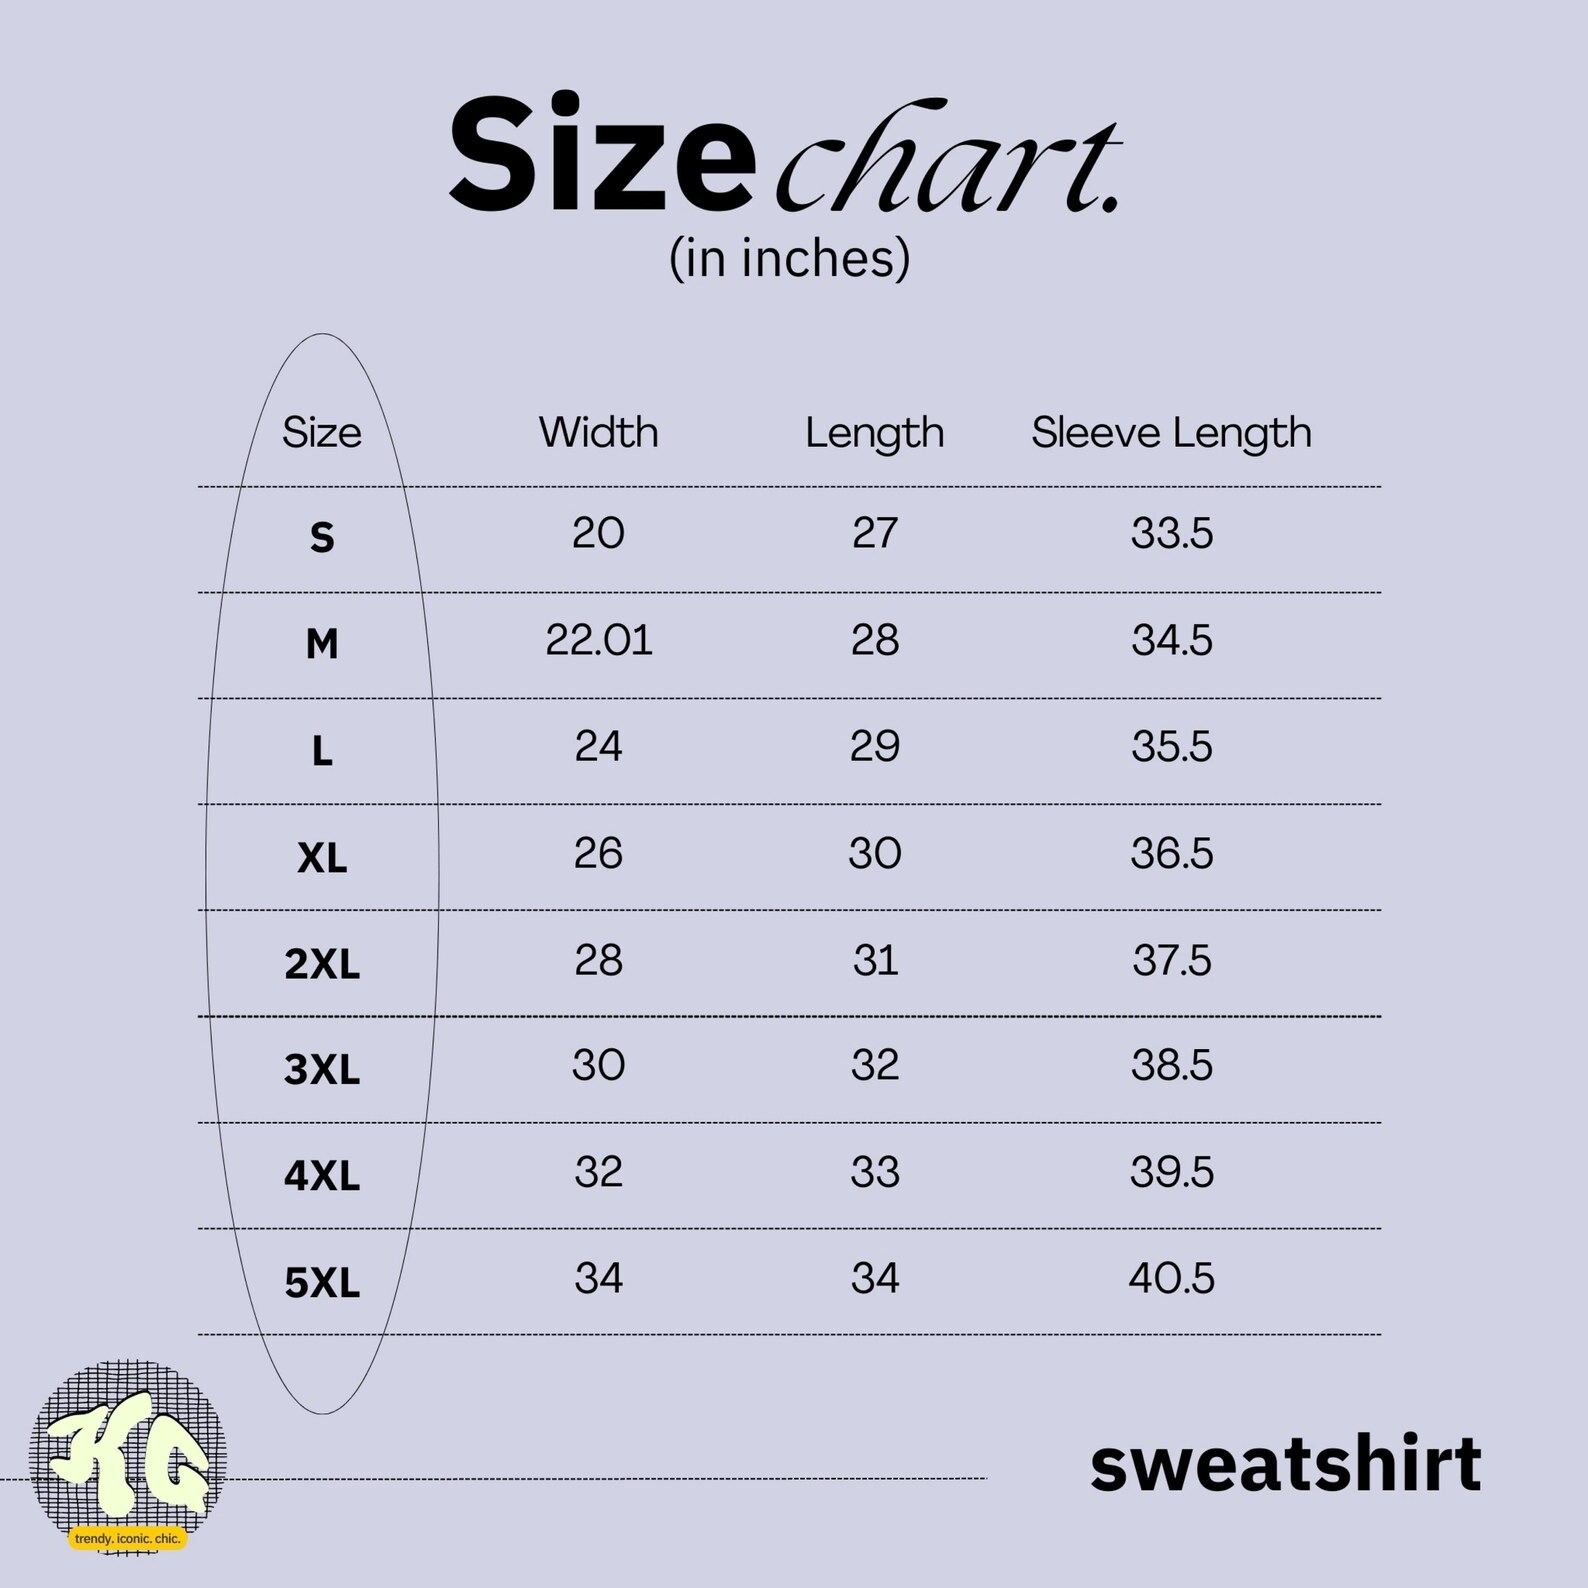 Size chart.
(in inches)
Size Width Length Sleeve Length
S 20 27 33.5
M 22.01 28 34.5
L 24 29 35.5
XL 26 30 36.5
2XL 28 31 37.5
3XL 30 32 38.5
4XL 32 33 39.5
5XL 34 34 40.5
KG
trendy. iconic. chic.
sweatshirt